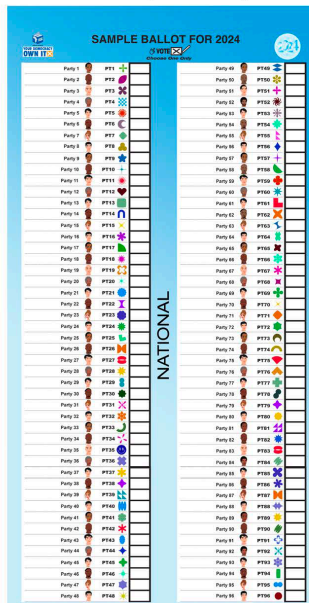 YOUR DEMOCRACY
OWN IT
SAMPLE BALLOT FOR 2024
VOTE
Choose One Only
NATIONAL
Party 1 PT1
Party 2 PT2
Party 3 PT3
Party 4 PT4
Party 5 PT5
Party 6 PT6
Party 7 PT7
Party 8 PT8
Party 9 PT9
Party 10 PT10
Party 11 PT11
Party 12 PT12
Party 13 PT13
Party 14 PT14
Party 15 PT15
Party 16 PT16
Party 17 PT17
Party 18 PT18
Party 19 PT19
Party 20 PT20
Party 21 PT21
Party 22 PT22
Party 23 PT23
Party 24 PT24
Party 25 PT25
Party 26 PT26
Party 27 PT27
Party 28 PT28
Party 29 PT29
Party 30 PT30
Party 31 PT31
Party 32 PT32
Party 33 PT33
Party 34 PT34
Party 35 PT35
Party 36 PT36
Party 37 PT37
Party 38 PT38
Party 39 PT39
Party 40 PT40
Party 41 PT41
Party 42 PT42
Party 43 PT43
Party 44 PT44
Party 45 PT45
Party 46 PT46
Party 47 PT47
Party 48 PT48
Party 49 PT49
Party 50 PT50
Party 51 PT51
Party 52 PT52
Party 53 PT53
Party 54 PT54
Party 55 PT55
Party 56 PT56
Party 57 PT57
Party 58 PT58
Party 59 PT59
Party 60 PT60
Party 61 PT61
Party 62 PT62
Party 63 PT63
Party 64 PT64
Party 65 PT65
Party 66 PT66
Party 67 PT67
Party 68 PT68
Party 69 PT69
Party 70 PT70
Party 71 PT71
Party 72 PT72
Party 73 PT73
Party 74 PT74
Party 75 PT75
Party 76 PT76
Party 77 PT77
Party 78 PT78
Party 79 PT79
Party 80 PT80
Party 81 PT81
Party 82 PT82
Party 83 PT83
Party 84 PT84
Party 85 PT85
Party 86 PT86
Party 87 PT87
Party 88 PT88
Party 89 PT89
Party 90 PT90
Party 91 PT91
Party 92 PT92
Party 93 PT93
Party 94 PT94
Party 95 PT95
Party 96 PT96